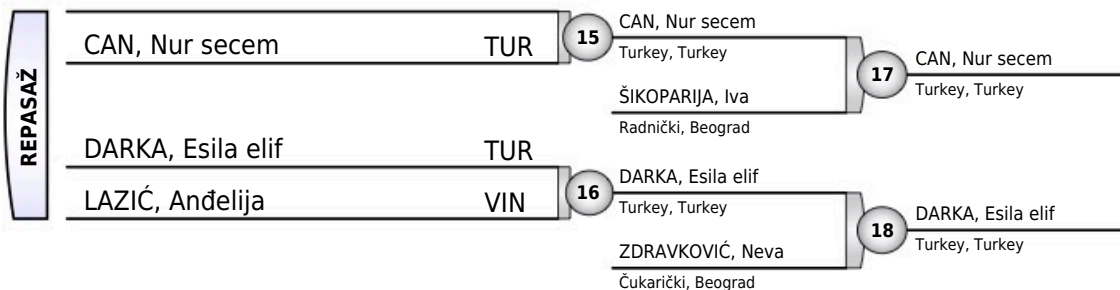 REPASAŽ
CAN, Nur secem TUR
15
CAN, Nur secem
Turkey, Turkey
ŠIKOPARIJA, Iva
Radnički, Beograd
17
CAN, Nur secem
Turkey, Turkey
DARKA, Esila elif TUR
LAZIĆ, Anđelija VIN
16
DARKA, Esila elif
Turkey, Turkey
ZDRAVKOVIĆ, Neva
Čukarički, Beograd
18
DARKA, Esila elif
Turkey, Turkey